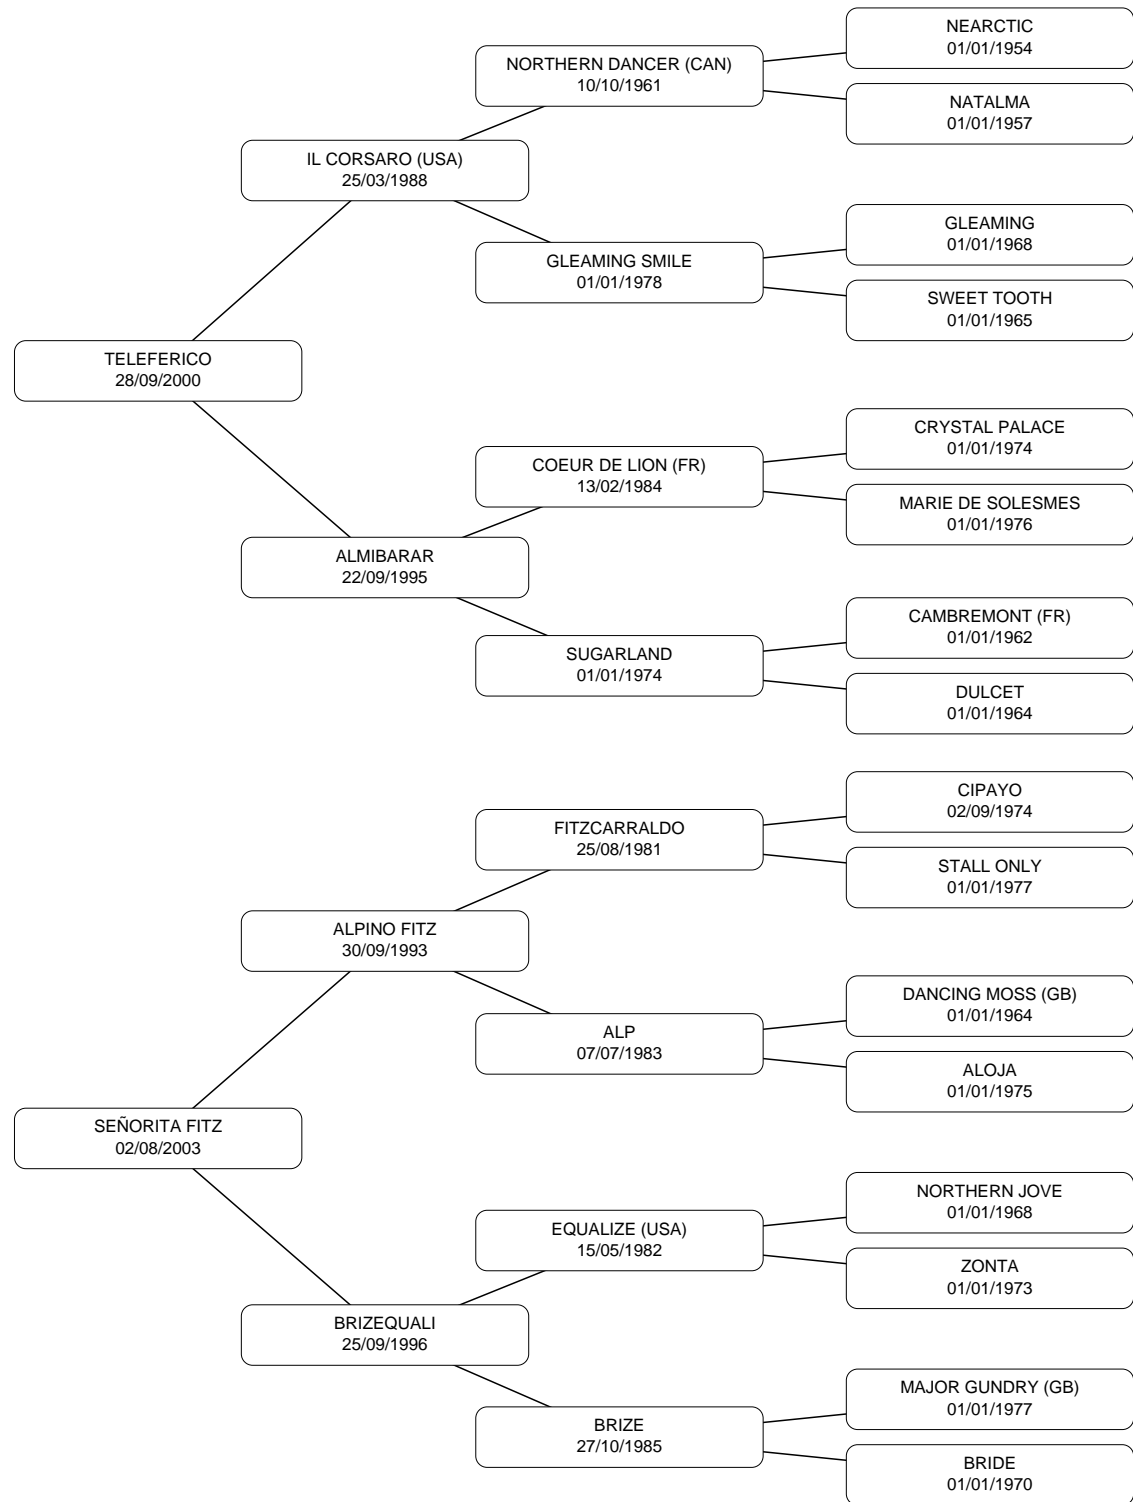 NEARCTIC
01/01/1954
NORTHERN DANCER (CAN)
10/10/1961
NATALMA
01/01/1957
IL CORSARO (USA)
25/03/1988
GLEAMING
01/01/1968
GLEAMING SMILE
01/01/1978
SWEET TOOTH
01/01/1965
TELEFERICO
28/09/2000
CRYSTAL PALACE
01/01/1974
COEUR DE LION (FR)
13/02/1984
MARIE DE SOLESMES
01/01/1976
ALMIBARAR
22/09/1995
CAMBREMONT (FR)
01/01/1962
SUGARLAND
01/01/1974
DULCET
01/01/1964
CIPAYO
02/09/1974
FITZCARRALDO
25/08/1981
STALL ONLY
01/01/1977
ALPINO FITZ
30/09/1993
DANCING MOSS (GB)
01/01/1964
ALP
07/07/1983
ALOJA
01/01/1975
SEÑORITA FITZ
02/08/2003
NORTHERN JOVE
01/01/1968
EQUALIZE (USA)
15/05/1982
ZONTA
01/01/1973
BRIZEQUALI
25/09/1996
MAJOR GUNDRY (GB)
01/01/1977
BRIZE
27/10/1985
BRIDE
01/01/1970